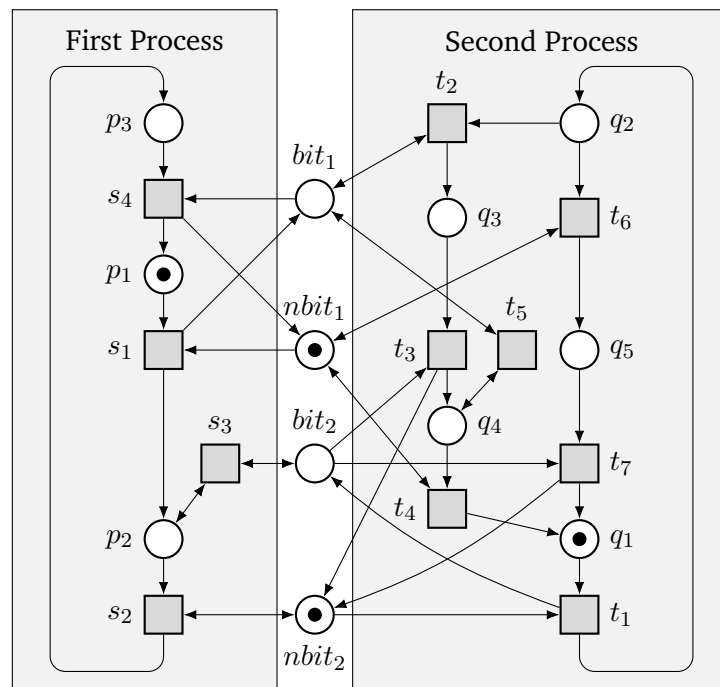 First Process
Second Process
t₂
p₃
q₂
bit₁
s₄
q₃
t₆
p₁
nbit₁
t₅
s₁
t₃
q₅
bit₂
q₄
s₃
t₇
t₄
p₂
q₁
s₂
t₁
nbit₂